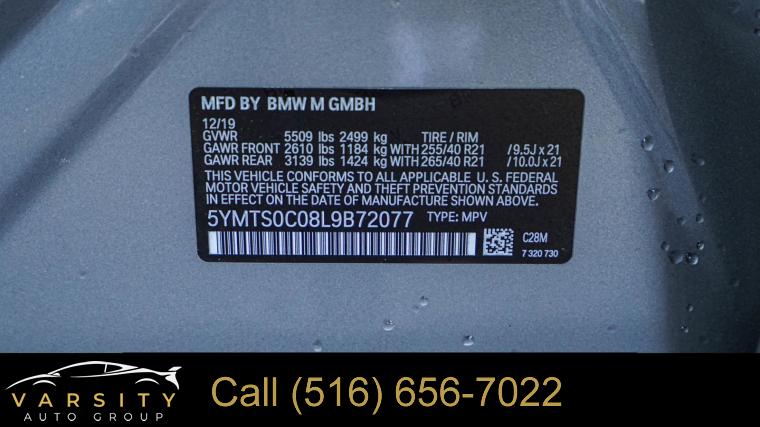 MFD BY BMW M GMBH
12/19
GVWR 5509 lbs 2499 kg TIRE / RIM
GAWR FRONT 2610 lbs 1184 kg WITH 255/40 R21 / 9.5J x 21
GAWR REAR 3139 lbs 1424 kg WITH 265/40 R21 / 10.0J x 21
THIS VEHICLE CONFORMS TO ALL APPLICABLE U. S. FEDERAL
MOTOR VEHICLE SAFETY AND THEFT PREVENTION STANDARDS
IN EFFECT ON THE DATE OF MANUFACTURE SHOWN ABOVE.
5YMTS0C08L9B72077 TYPE: MPV
C28M
7 320 730
VARSITY
AUTO GROUP
Call (516) 656-7022